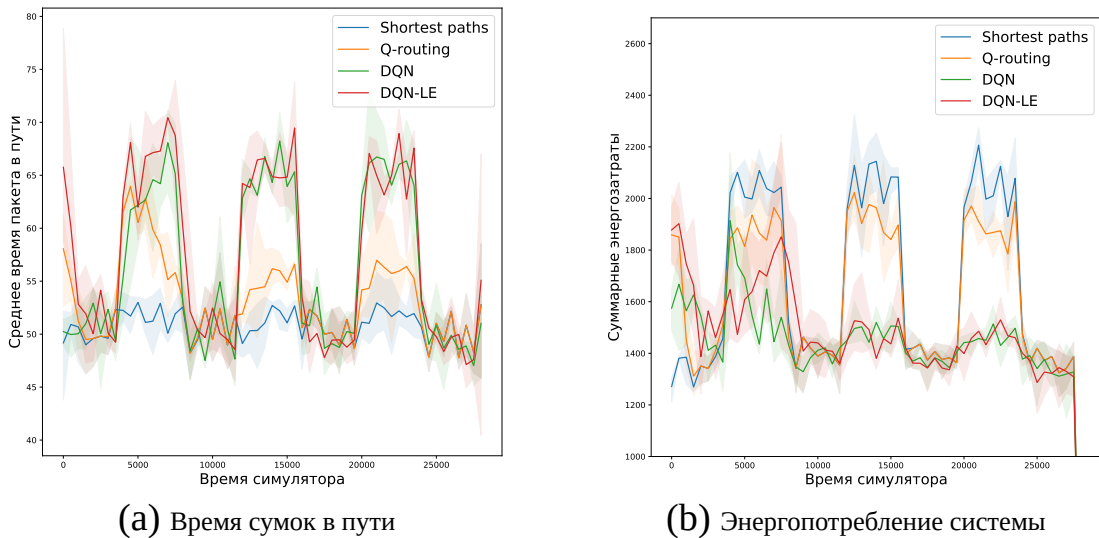 80
75
70
65
60
55
50
45
40
Среднее время пакета в пути
Shortest paths
Q-routing
DQN
DQN-LE
0
5000
10000
15000
20000
25000
Время симулятора
(a) Время сумок в пути
2600
2400
2200
2000
1800
1600
1400
1200
1000
Суммарные энергозатраты
Shortest paths
Q-routing
DQN
DQN-LE
0
5000
10000
15000
20000
25000
Время симулятора
(b) Энергопотребление системы